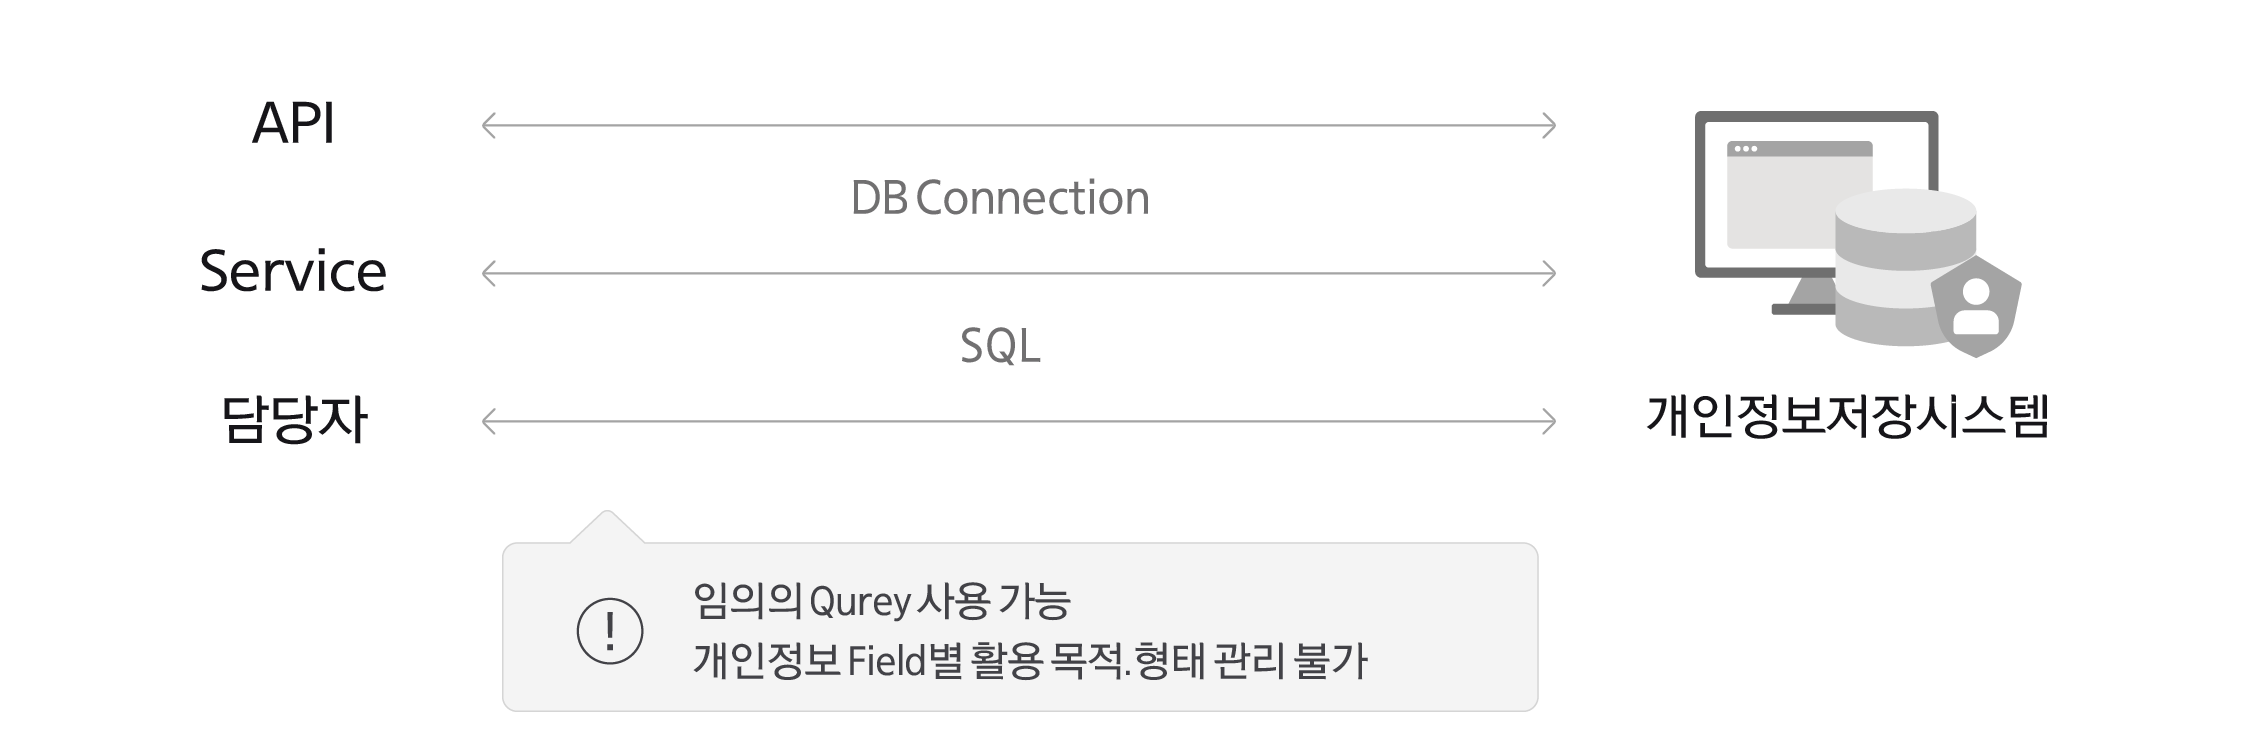 API
DB Connection
Service
SQL
담당자
개인정보저장시스템
임의의 Qurey 사용 가능
개인정보 Field별 활용 목적.형태 관리 불가